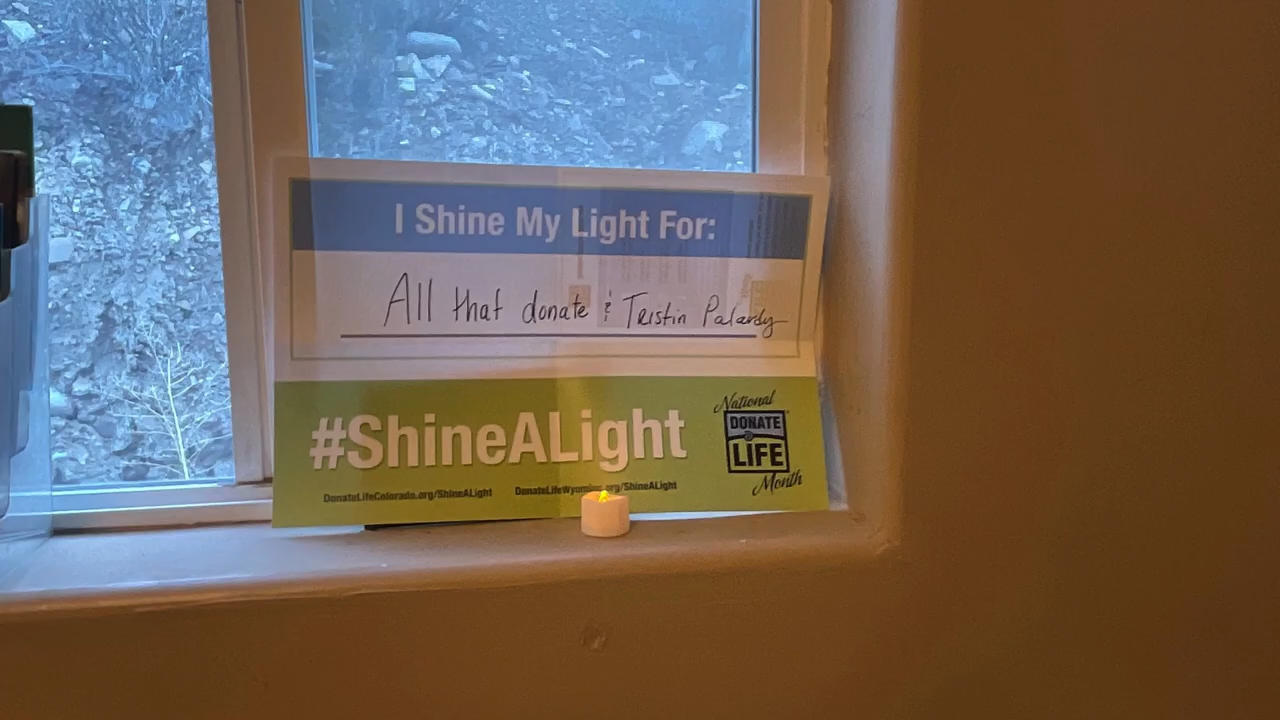 I Shine My Light For:
All that donate & Tristin Palardy
#ShineALight
National
DONATE
LIFE
Month
DonateLifeColorado.org/ShineALight DonateLifeWyoming.org/ShineALight